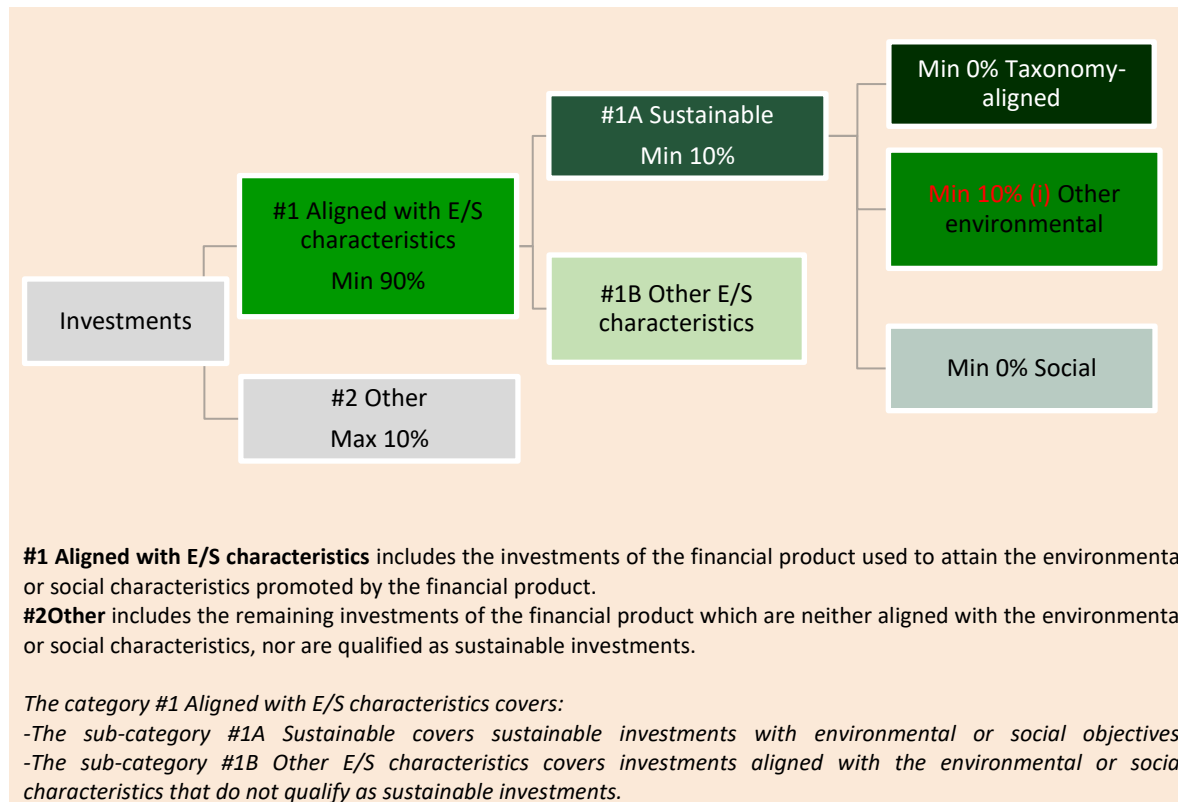 Investments
#1 Aligned with E/S
characteristics
Min 90%
#2 Other
Max 10%
#1A Sustainable
Min 10%
#1B Other E/S
characteristics
Min 0% Taxonomy-
aligned
Min 10% (i) Other
environmental
Min 0% Social
#1 Aligned with E/S characteristics includes the investments of the financial product used to attain the environmenta
or social characteristics promoted by the financial product.
#2Other includes the remaining investments of the financial product which are neither aligned with the environmenta
or social characteristics, nor are qualified as sustainable investments.
The category #1 Aligned with E/S characteristics covers:
-The sub-category #1A Sustainable covers sustainable investments with environmental or social objectives
-The sub-category #1B Other E/S characteristics covers investments aligned with the environmental or socia
characteristics that do not qualify as sustainable investments.